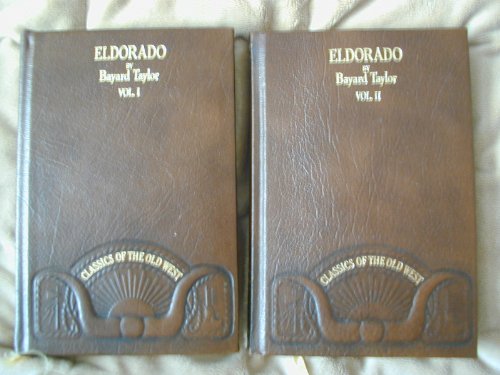 ELDORADO
BY
Bayard Taylor
VOL. I
CLASSICS OF THE OLD WEST
ELDORADO
BY
Bayard Taylor
VOL. II
CLASSICS OF THE OLD WEST